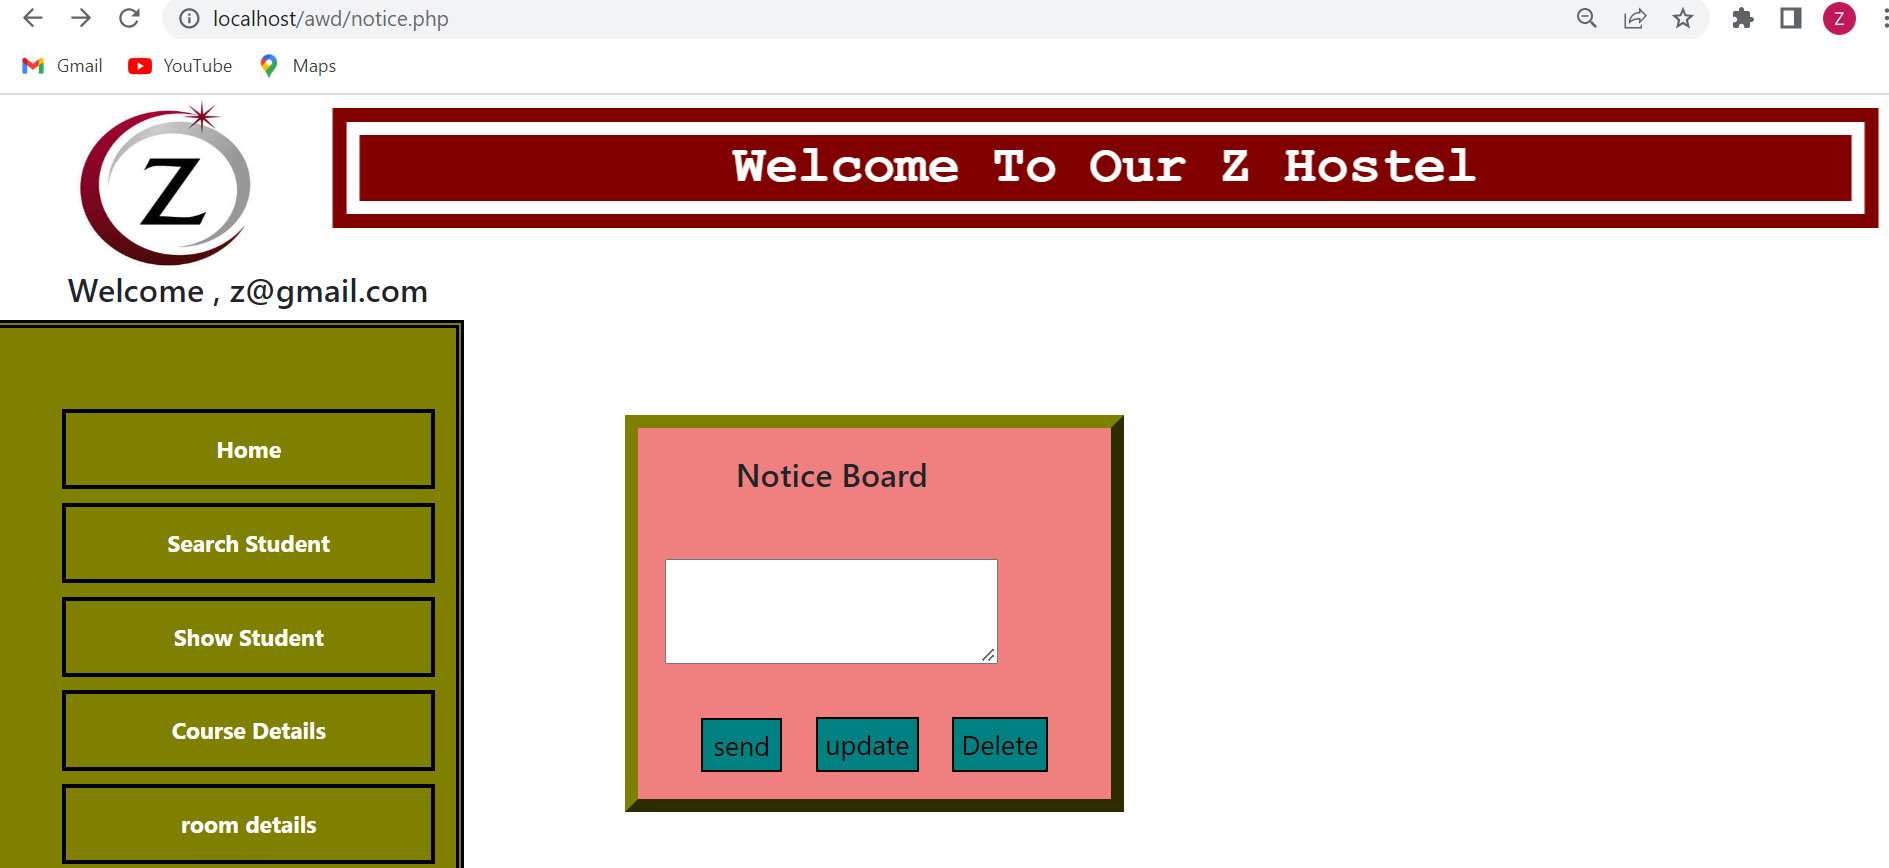 localhost/awd/notice.php
Z
Gmail YouTube Maps
Z
Welcome To Our Z Hostel
Welcome , z@gmail.com
Home
Search Student
Show Student
Course Details
room details
Notice Board
send update Delete